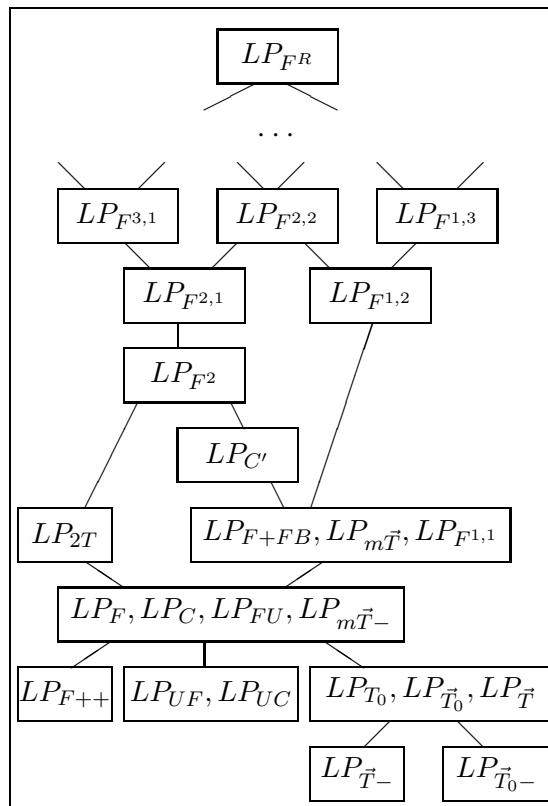 LP_{F^R}
...
LP_{F^{3,1}} LP_{F^{2,2}} LP_{F^{1,3}}
LP_{F^{2,1}} LP_{F^{1,2}}
LP_{F^2}
LP_{C'}
LP_{2T} LP_{F+FB}, LP_{m\vec{T}}, LP_{F^{1,1}}
LP_F, LP_C, LP_{FU}, LP_{m\vec{T}-}
LP_{F++} LP_{UF}, LP_{UC} LP_{T_0}, LP_{\vec{T}_0}, LP_{\vec{T}}
LP_{\vec{T}-} LP_{\vec{T}_0-}